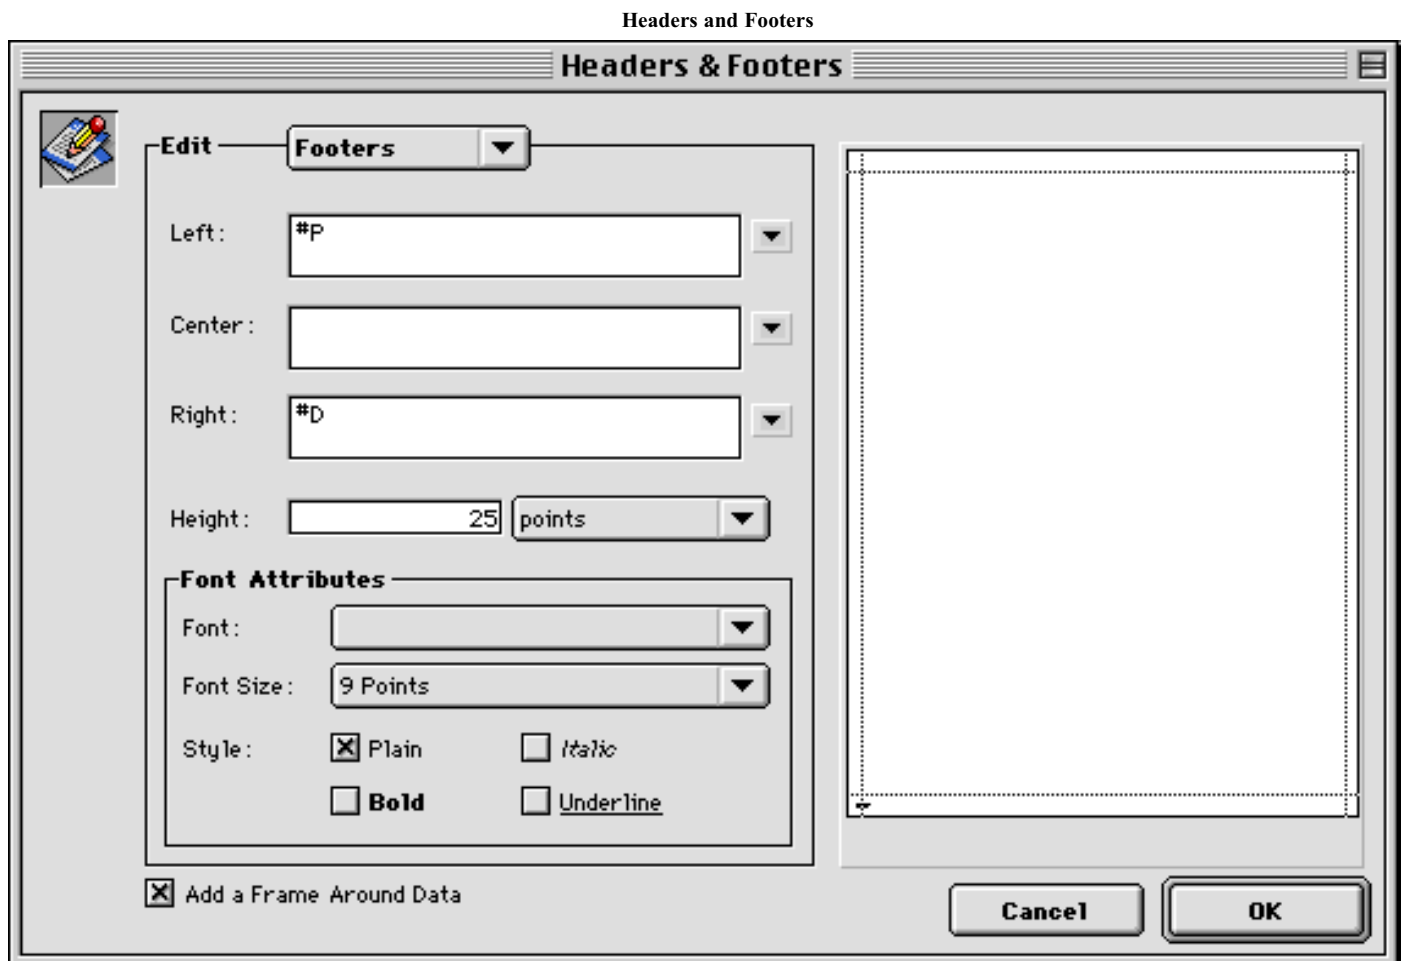 Headers and Footers
Headers & Footers
Edit Footers
Left: #P
Center:
Right: #D
Height: 25 points
Font Attributes
Font:
Font Size: 9 Points
Style: Plain Italic
Bold Underline
Add a Frame Around Data
Cancel OK